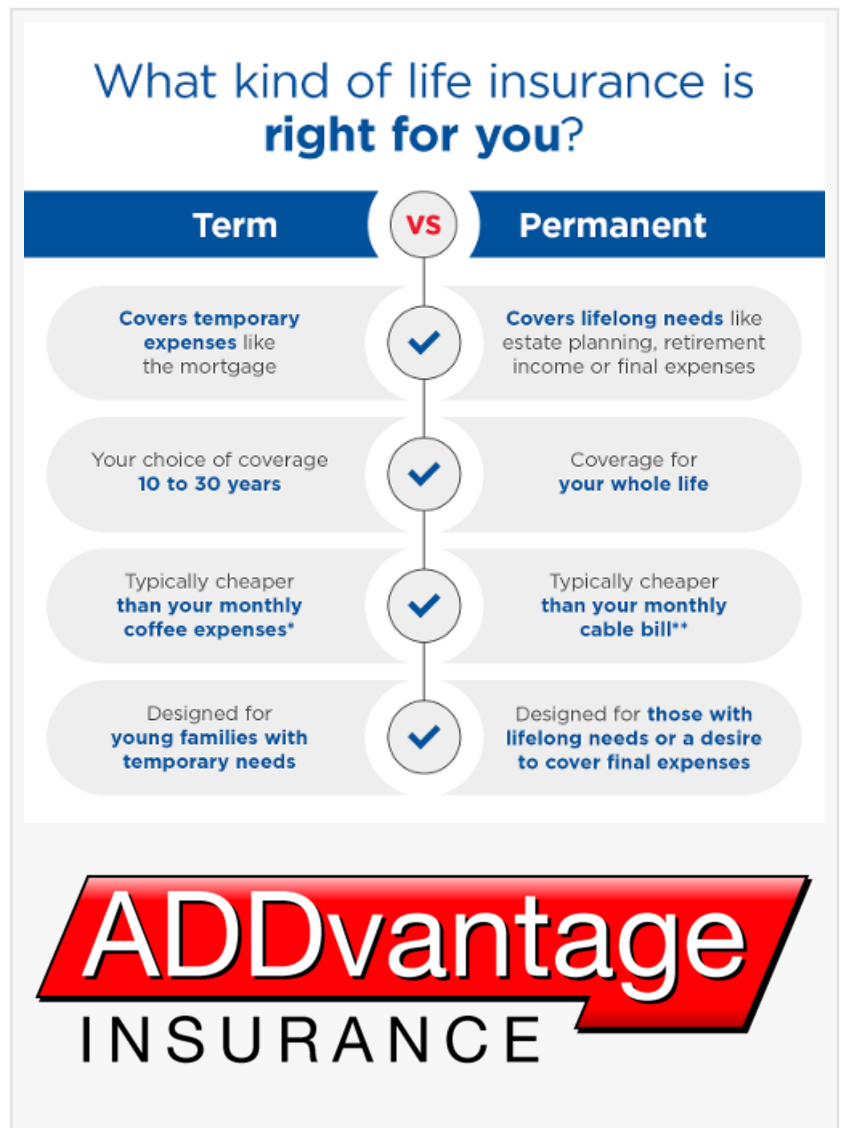 What kind of life insurance is
right for you?
Term
VS
Permanent
Covers temporary
expenses like
the mortgage
Covers lifelong needs like
estate planning, retirement
income or final expenses
Your choice of coverage
10 to 30 years
Coverage for
your whole life
Typically cheaper
than your monthly
coffee expenses*
Typically cheaper
than your monthly
cable bill**
Designed for
young families with
temporary needs
Designed for those with
lifelong needs or a desire
to cover final expenses
ADDvantage
INSURANCE